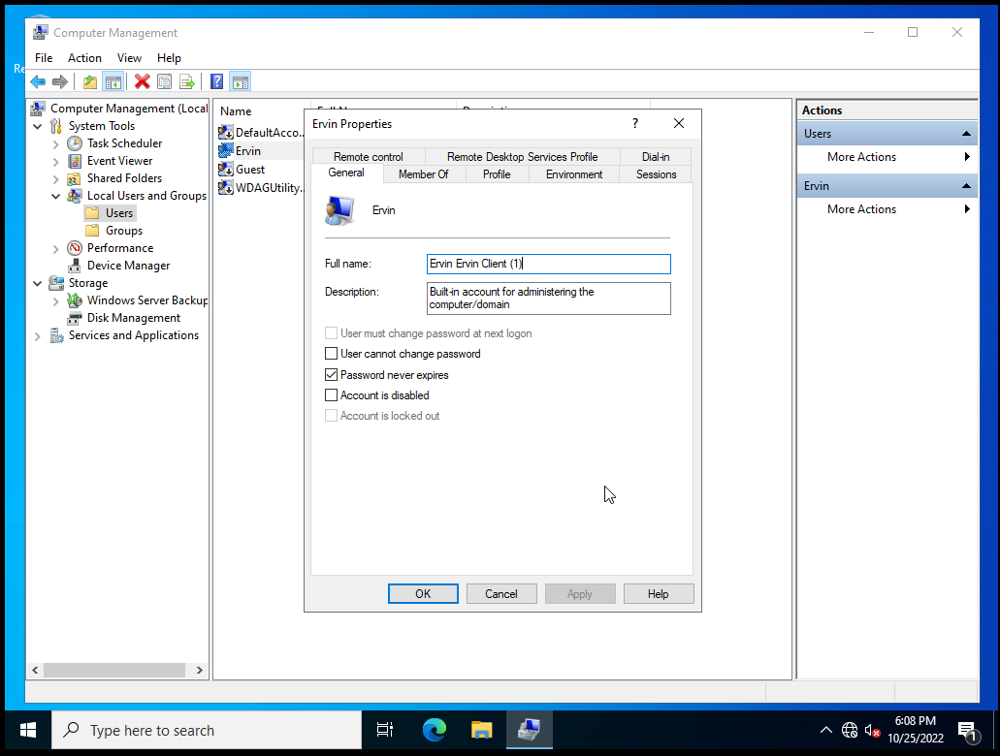 Re
Computer Management
File Action View Help
Computer Management (Local
System Tools
Task Scheduler
Event Viewer
Shared Folders
Local Users and Groups
Users
Groups
Performance
Device Manager
Storage
Windows Server Backup
Disk Management
Services and Applications
Name
DefaultAcco...
Ervin
Guest
WDAGUtility...
Ervin Properties
?
Remote control Remote Desktop Services Profile Dial-in
General Member Of Profile Environment Sessions
Ervin
Full name: Ervin Ervin Client (1)
Description: Built-in account for administering the
computer/domain
User must change password at next logon
User cannot change password
Password never expires
Account is disabled
Account is locked out
OK Cancel Apply Help
Actions
Users
More Actions
Ervin
More Actions
Type here to search
6:08 PM
10/25/2022
1